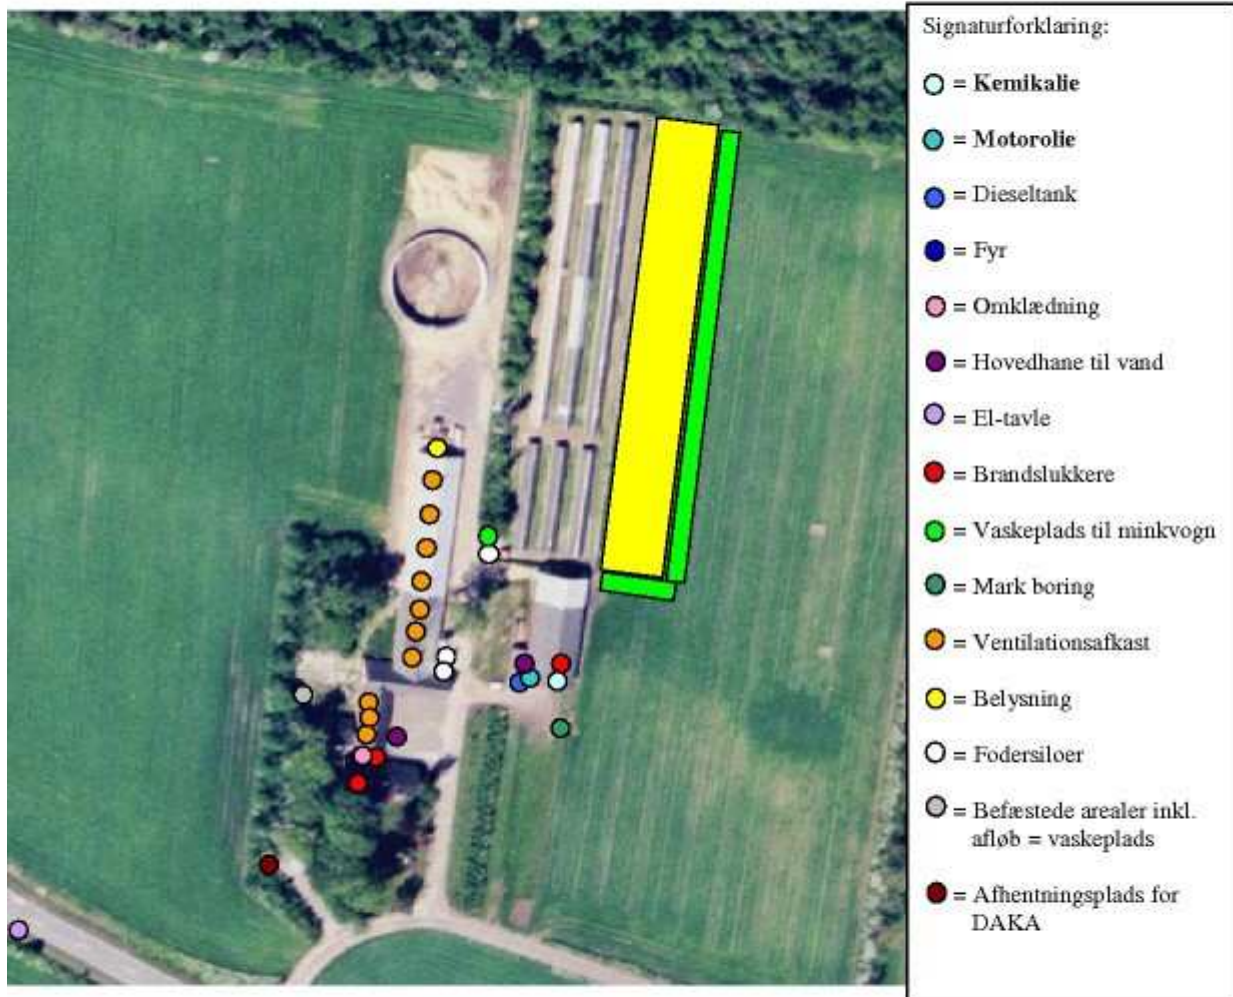 Signaturforklaring:
= Kemikalie
= Motorolie
= Dieseltank
= Fyr
= Omklædning
= Hovedhane til vand
= El-tavle
= Brandslukkere
= Vaskeplads til minkvogn
= Mark boring
= Ventilationsafkast
= Belysning
= Fodersiloer
= Befæstede arealer inkl.
afløb = vaskeplads
= Afhentningsplads for
DAKA